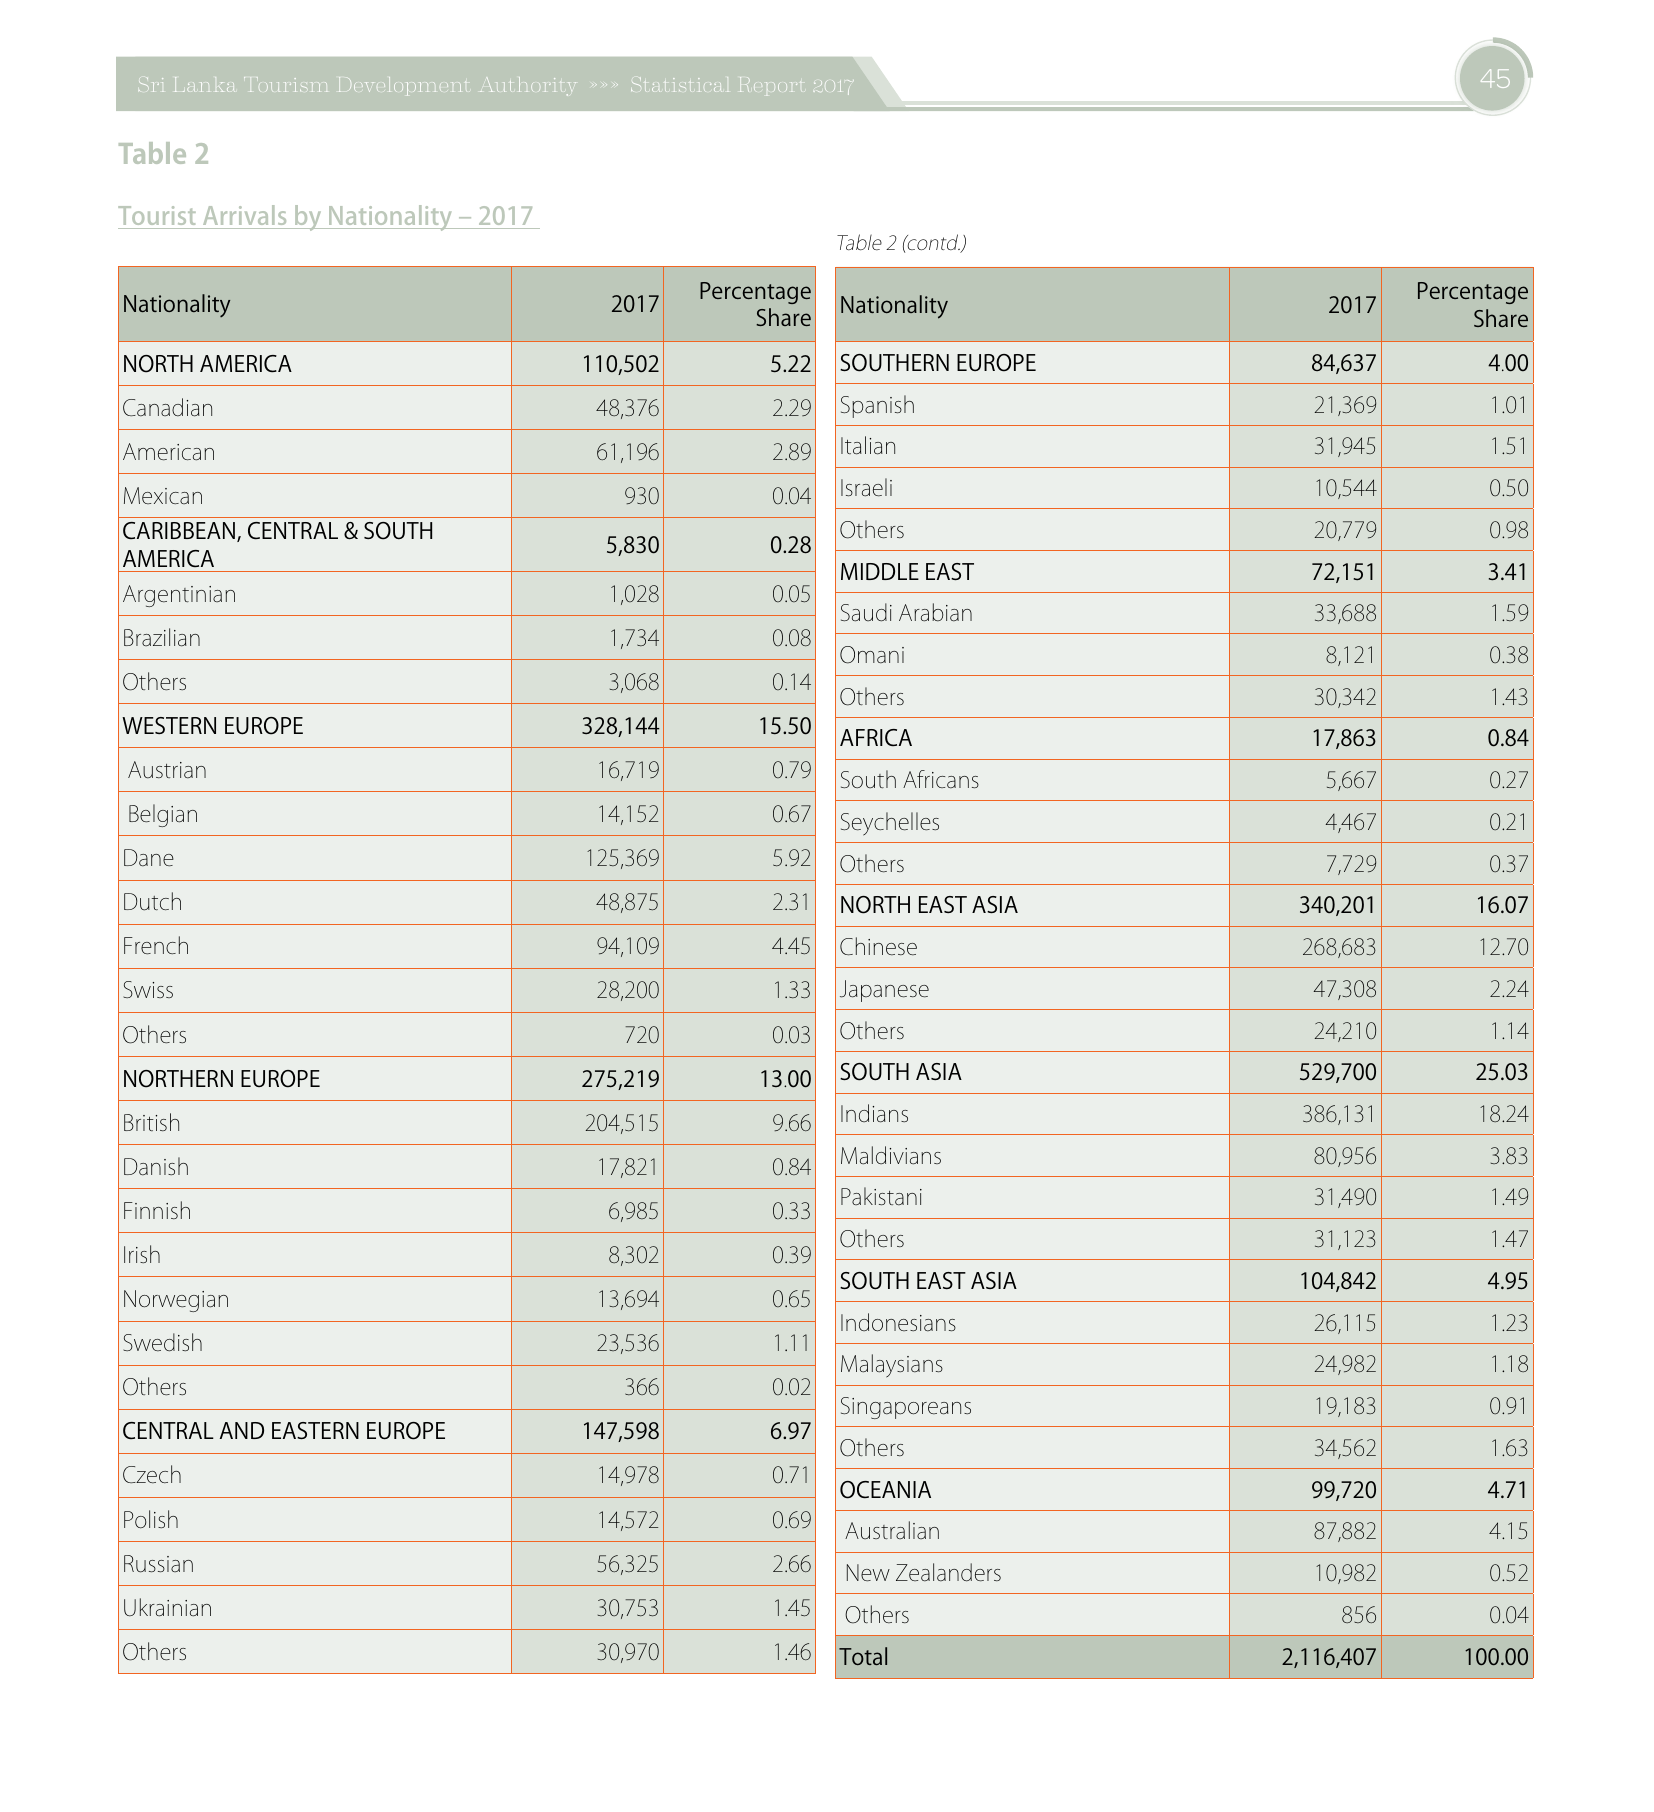 Sri Lanka Tourism Development Authority »»» Statistical Report 2017
45
Table 2
Tourist Arrivals by Nationality – 2017
Nationality 2017 Percentage Share
NORTH AMERICA 110,502 5.22
Canadian 48,376 2.29
American 61,196 2.89
Mexican 930 0.04
CARIBBEAN, CENTRAL & SOUTH AMERICA 5,830 0.28
Argentinian 1,028 0.05
Brazilian 1,734 0.08
Others 3,068 0.14
WESTERN EUROPE 328,144 15.50
Austrian 16,719 0.79
Belgian 14,152 0.67
Dane 125,369 5.92
Dutch 48,875 2.31
French 94,109 4.45
Swiss 28,200 1.33
Others 720 0.03
NORTHERN EUROPE 275,219 13.00
British 204,515 9.66
Danish 17,821 0.84
Finnish 6,985 0.33
Irish 8,302 0.39
Norwegian 13,694 0.65
Swedish 23,536 1.11
Others 366 0.02
CENTRAL AND EASTERN EUROPE 147,598 6.97
Czech 14,978 0.71
Polish 14,572 0.69
Russian 56,325 2.66
Ukrainian 30,753 1.45
Others 30,970 1.46
Table 2 (contd.)
Nationality 2017 Percentage Share
SOUTHERN EUROPE 84,637 4.00
Spanish 21,369 1.01
Italian 31,945 1.51
Israeli 10,544 0.50
Others 20,779 0.98
MIDDLE EAST 72,151 3.41
Saudi Arabian 33,688 1.59
Omani 8,121 0.38
Others 30,342 1.43
AFRICA 17,863 0.84
South Africans 5,667 0.27
Seychelles 4,467 0.21
Others 7,729 0.37
NORTH EAST ASIA 340,201 16.07
Chinese 268,683 12.70
Japanese 47,308 2.24
Others 24,210 1.14
SOUTH ASIA 529,700 25.03
Indians 386,131 18.24
Maldivians 80,956 3.83
Pakistani 31,490 1.49
Others 31,123 1.47
SOUTH EAST ASIA 104,842 4.95
Indonesians 26,115 1.23
Malaysians 24,982 1.18
Singaporeans 19,183 0.91
Others 34,562 1.63
OCEANIA 99,720 4.71
Australian 87,882 4.15
New Zealanders 10,982 0.52
Others 856 0.04
Total 2,116,407 100.00